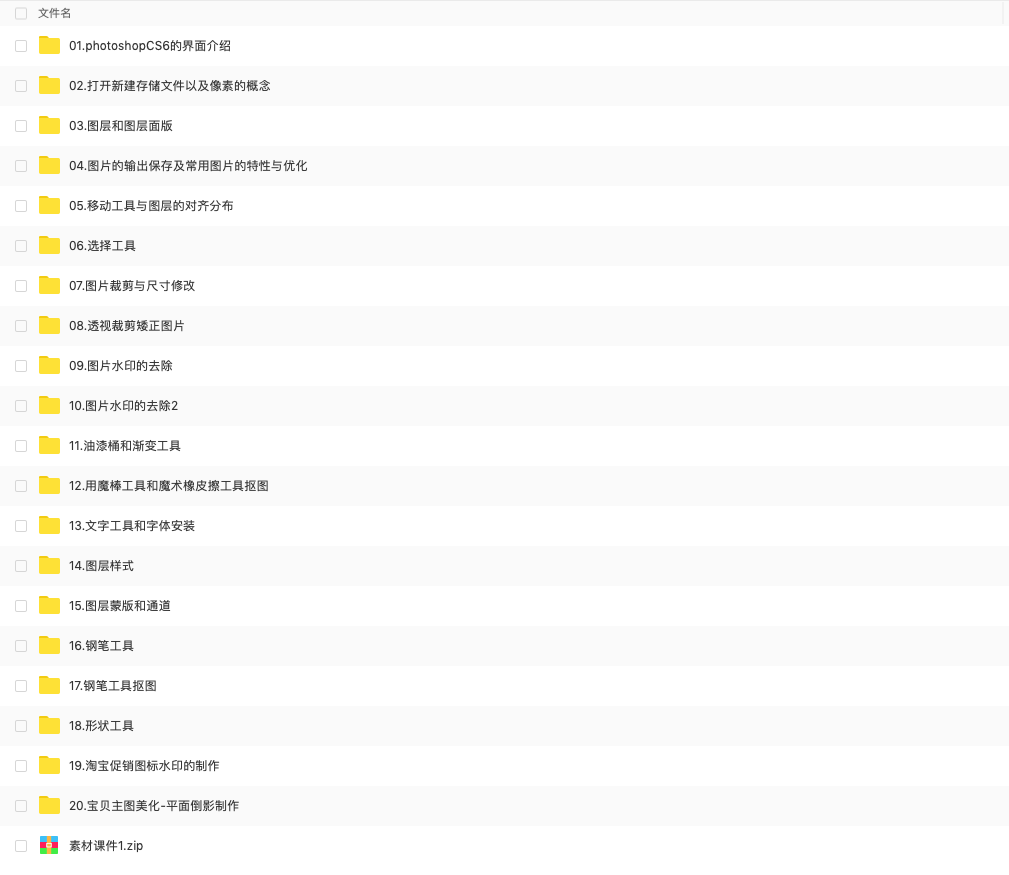 文件名
01.photoshopCS6的界面介绍
02.打开新建存储文件以及像素的概念
03.图层和图层面版
04.图片的输出保存及常用图片的特性与优化
05.移动工具与图层的对齐分布
06.选择工具
07.图片裁剪与尺寸修改
08.透视裁剪矮正图片
09.图片水印的去除
10.图片水印的去除2
11.油漆桶和渐变工具
12.用魔棒工具和魔术橡皮擦工具抠图
13.文字工具和字体安装
14.图层样式
15.图层蒙版和通道
16.钢笔工具
17.钢笔工具抠图
18.形状工具
19.淘宝促销图标水印的制作
20.宝贝主图美化-平面倒影制作
素材课件1.zip